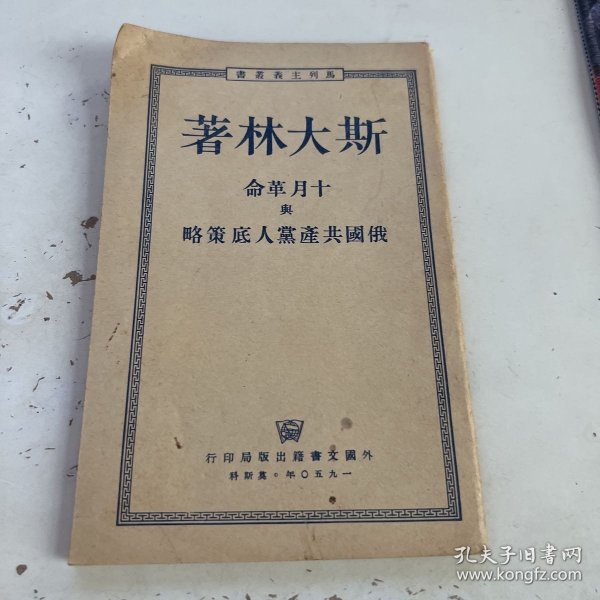 馬列主義叢書
斯大林著
十月革命
與
俄國共產黨人底策略
外國文書籍出版局印行
一九五〇年。莫斯科
孔夫子旧书网
www.kongfz.com